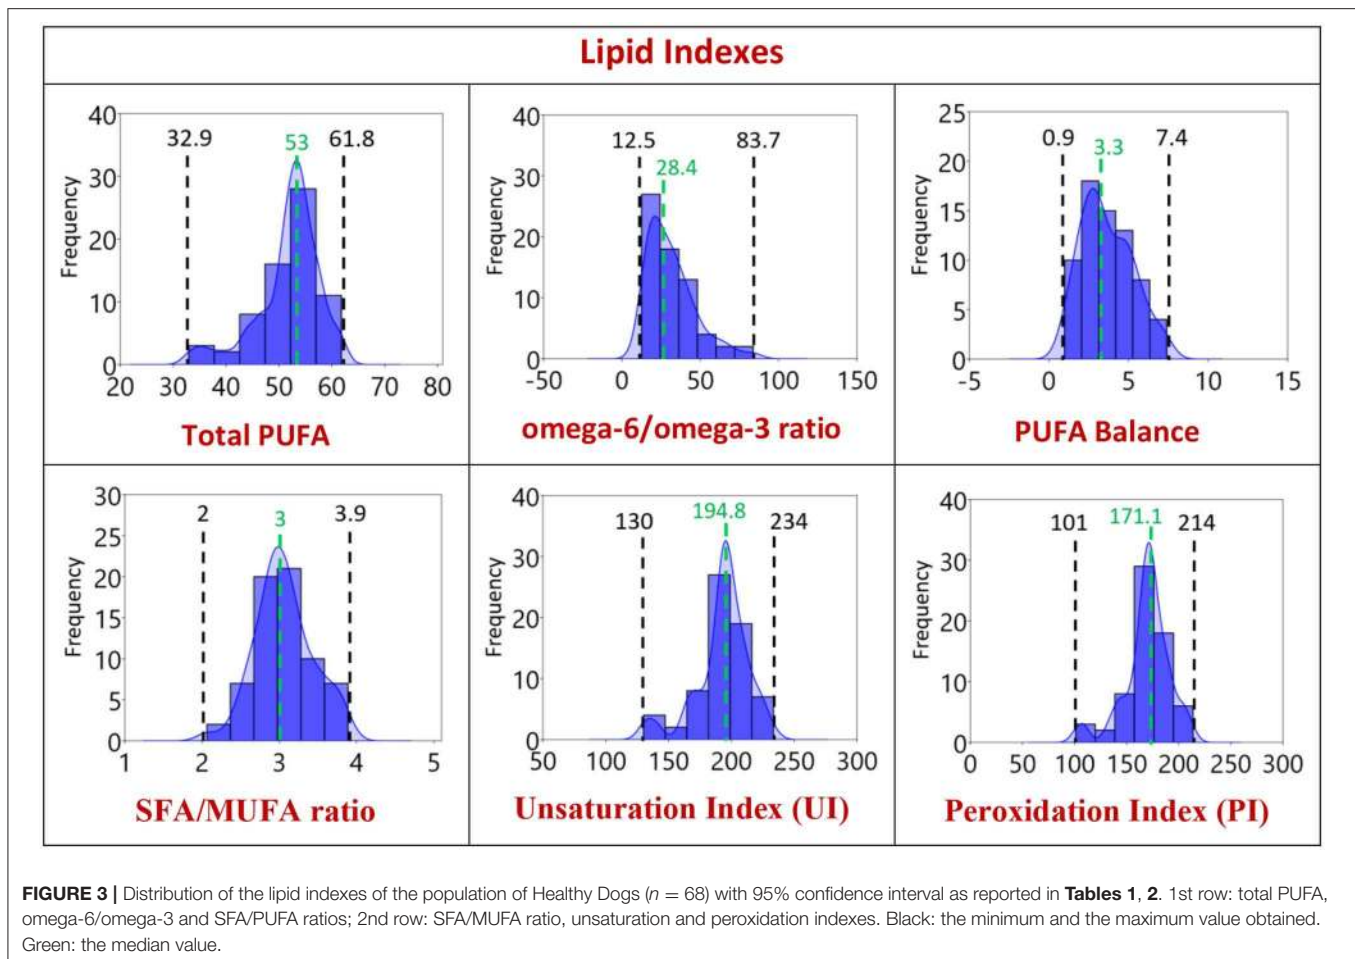 Lipid Indexes
40
30
20
10
0
Frequency
32.9
53
61.8
20 30 40 50 60 70 80
Total PUFA
40
30
20
10
0
Frequency
12.5
28.4
83.7
-50 0 50 100 150
omega-6/omega-3 ratio
25
20
15
10
5
0
Frequency
0.9
3.3
7.4
-5 0 5 10 15
PUFA Balance
30
25
20
15
10
5
0
Frequency
2
3
3.9
1 2 3 4 5
SFA/MUFA ratio
40
30
20
10
0
Frequency
130
194.8
234
50 100 150 200 250 300
Unsaturation Index (UI)
40
30
20
10
0
Frequency
101
171.1
214
0 50 100 150 200 250 300
Peroxidation Index (PI)
FIGURE 3 | Distribution of the lipid indexes of the population of Healthy Dogs (n = 68) with 95% confidence interval as reported in Tables 1, 2. 1st row: total PUFA,
omega-6/omega-3 and SFA/PUFA ratios; 2nd row: SFA/MUFA ratio, unsaturation and peroxidation indexes. Black: the minimum and the maximum value obtained.
Green: the median value.